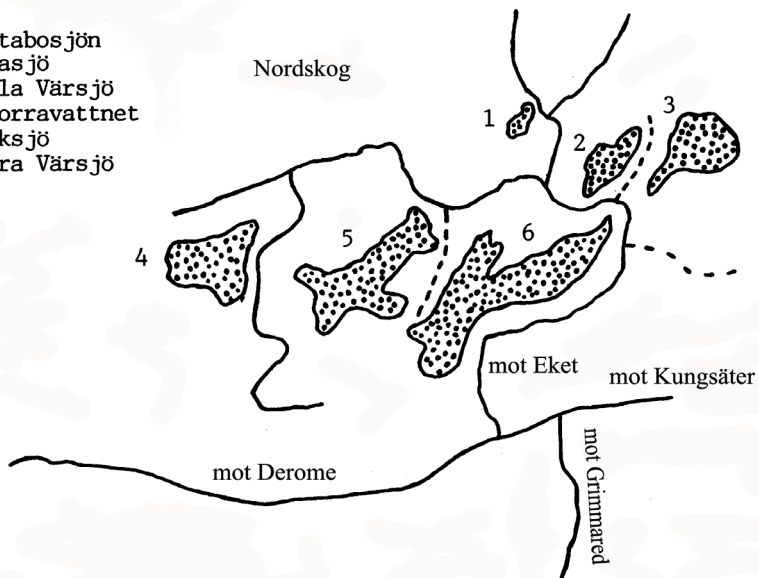 tabosjön
asjö
la Värsjö
orravattnet
ksjö
ra Värsjö
Nordskog
1
2
3
4
5
6
mot Eket
mot Kungsäter
mot Derome
mot Grimmared